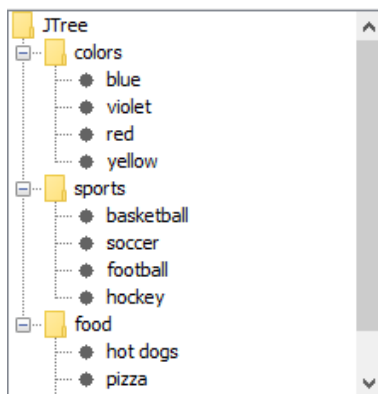 JTree
colors
blue
violet
red
yellow
sports
basketball
soccer
football
hockey
food
hot dogs
pizza